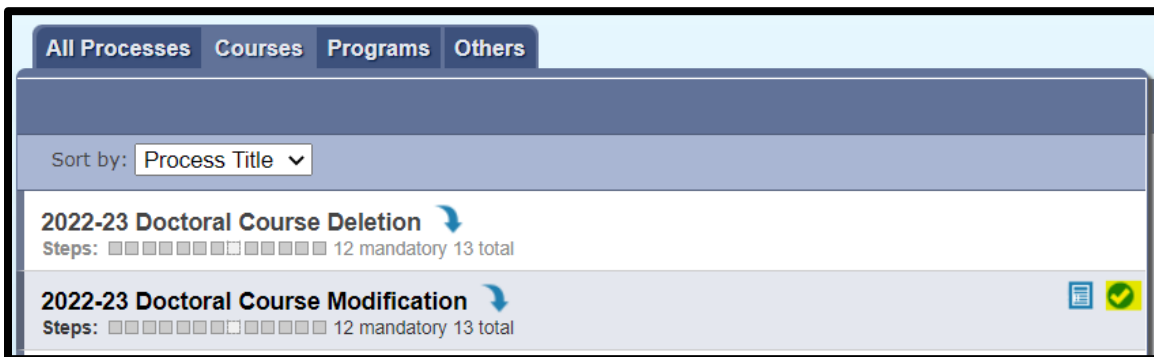 All Processes Courses Programs Others
Sort by: Process Title
2022-23 Doctoral Course Deletion
Steps: 12 mandatory 13 total
2022-23 Doctoral Course Modification
Steps: 12 mandatory 13 total